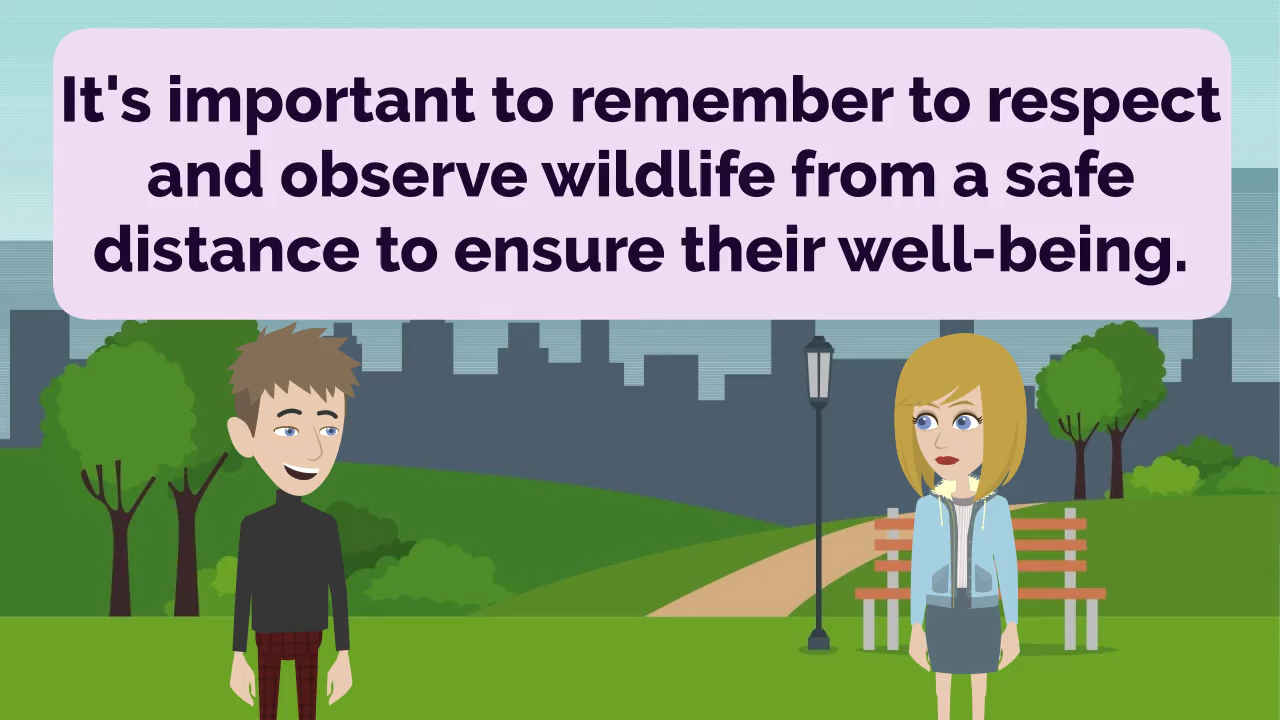 It's important to remember to respect
and observe wildlife from a safe
distance to ensure their well-being.